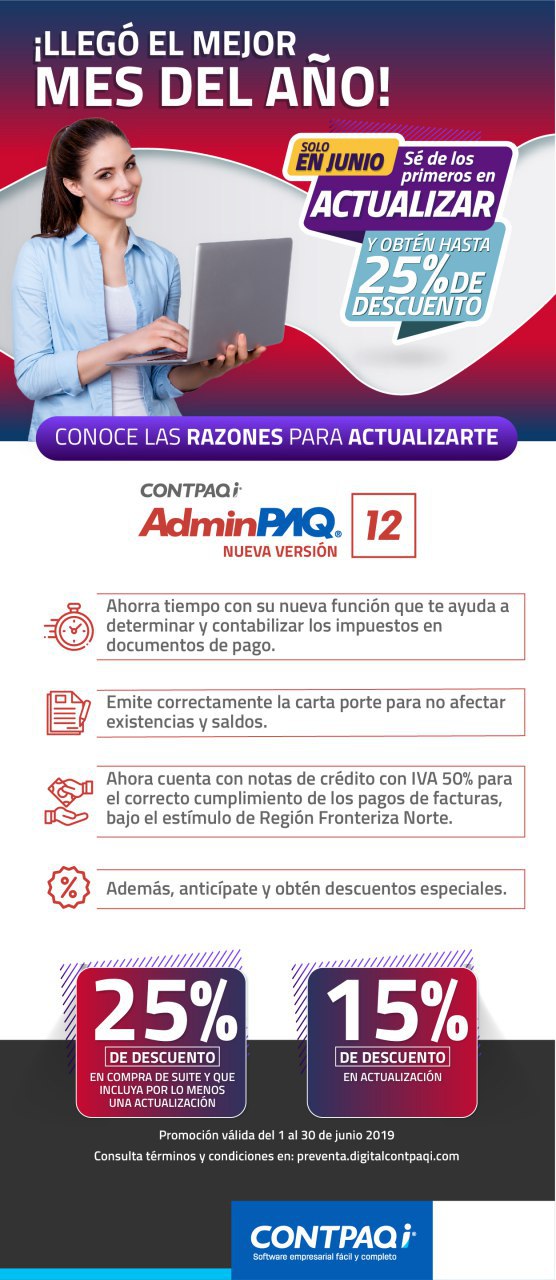 ¡LLEGÓ EL MEJOR
MES DEL AÑO!
SOLO
EN JUNIO
Sé de los
primeros en
ACTUALIZAR
Y OBTÉN HASTA
25% DE
DESCUENTO
CONOCE LAS RAZONES PARA ACTUALIZARTE
CONTPAQi®
AdminPAQ®
NUEVA VERSIÓN
12
Ahorra tiempo con su nueva función que te ayuda a
determinar y contabilizar los impuestos en
documentos de pago.
Emite correctamente la carta porte para no afectar
existencias y saldos.
Ahora cuenta con notas de crédito con IVA 50% para
el correcto cumplimiento de los pagos de facturas,
bajo el estímulo de Región Fronteriza Norte.
Además, anticípate y obtén descuentos especiales.
25%
DE DESCUENTO
EN COMPRA DE SUITE Y QUE
INCLUYA POR LO MENOS
UNA ACTUALIZACIÓN
15%
DE DESCUENTO
EN ACTUALIZACIÓN
Promoción válida del 1 al 30 de junio 2019
Consulta términos y condiciones en: preventa.digitalcontpaqi.com
CONTPAQi®
Software empresarial fácil y completo